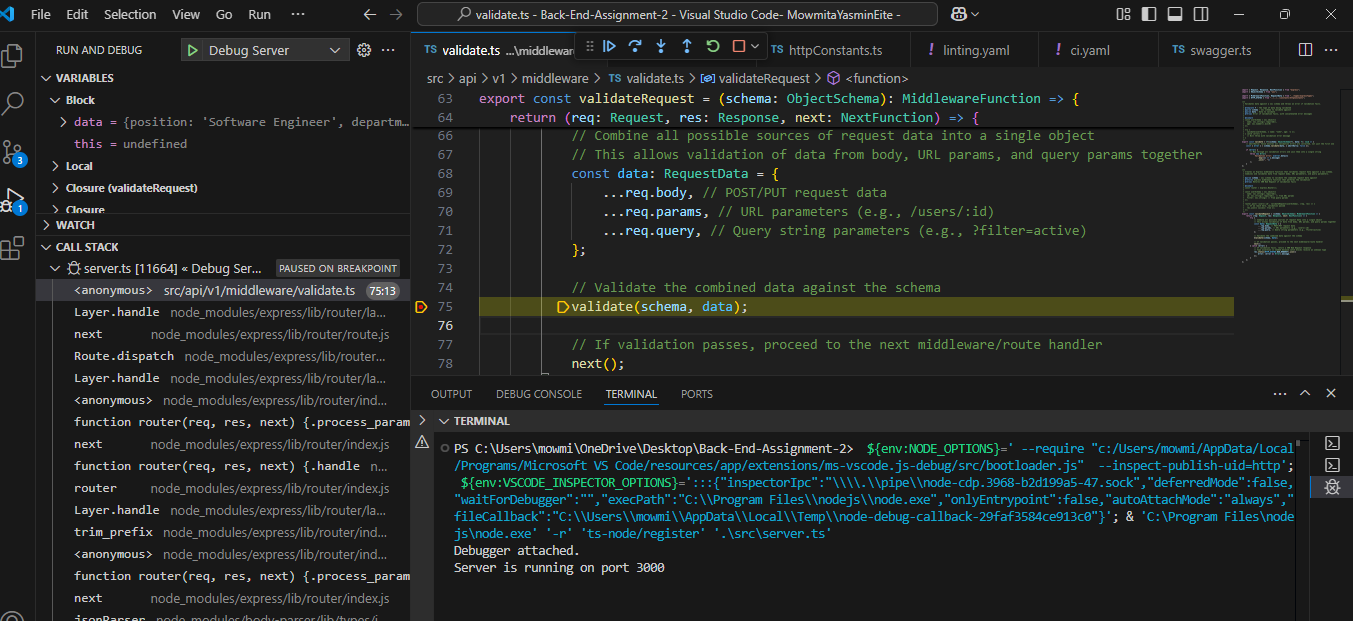 File Edit Selection View Go Run ···
validate.ts - Back-End-Assignment-2 - Visual Studio Code- MowmitaYasminEite -
RUN AND DEBUG Debug Server ···
TS validate.ts ...\middlewar
TS httpConstants.ts
! linting.yaml
! ci.yaml
TS swagger.ts
VARIABLES
Block
data = {position: 'Software Engineer', departm...
this = undefined
Local
Closure (validateRequest)
Closure
WATCH
CALL STACK
server.ts [11664] « Debug Ser... PAUSED ON BREAKPOINT
<anonymous> src/api/v1/middleware/validate.ts 75:13
Layer.handle node_modules/express/lib/router/la...
next node_modules/express/lib/router/route.js
Route.dispatch node_modules/express/lib/router...
Layer.handle node_modules/express/lib/router/la...
<anonymous> node_modules/express/lib/router/ind...
function router(req, res, next) {.process_param
next node_modules/express/lib/router/index.js
function router(req, res, next) {.handle n...
router node_modules/express/lib/router/index.js
Layer.handle node_modules/express/lib/router/la...
trim_prefix node_modules/express/lib/router/ind...
<anonymous> node_modules/express/lib/router/ind...
function router(req, res, next) {.process_param
next node_modules/express/lib/router/index.js
jsonParser node_modules/body-parser/lib/types/j...
3
1
src > api > v1 > middleware > TS validate.ts > validateRequest > <function>
63 export const validateRequest = (schema: ObjectSchema): MiddlewareFunction => {
64 return (req: Request, res: Response, next: NextFunction) => {
66 // Combine all possible sources of request data into a single object
67 // This allows validation of data from body, URL params, and query params together
68 const data: RequestData = {
69 ...req.body, // POST/PUT request data
70 ...req.params, // URL parameters (e.g., /users/:id)
71 ...req.query, // Query string parameters (e.g., ?filter=active)
72 };
73
74 // Validate the combined data against the schema
75 validate(schema, data);
76
77 // If validation passes, proceed to the next middleware/route handler
78 next();
OUTPUT DEBUG CONSOLE TERMINAL PORTS
TERMINAL
PS C:\Users\mowmi\OneDrive\Desktop\Back-End-Assignment-2> ${env:NODE_OPTIONS}=' --require "c:/Users/mowmi/AppData/Local
/Programs/Microsoft VS Code/resources/app/extensions/ms-vscode.js-debug/src/bootloader.js" --inspect-publish-uid=http';
${env:VSCODE_INSPECTOR_OPTIONS}=':::{"inspectorIpc":"\\\\.\\pipe\\node-cdp.3968-b2d199a5-47.sock","deferredMode":false,
"waitForDebugger":"","execPath":"C:\\Program Files\\nodejs\\node.exe","onlyEntrypoint":false,"autoAttachMode":"always","
fileCallback":"C:\\Users\\mowmi\\AppData\\Local\\Temp\\node-debug-callback-29faf3584ce913c0"}'; & 'C:\Program Files\node
js\node.exe' '-r' 'ts-node/register' '.\src\server.ts'
Debugger attached.
Server is running on port 3000